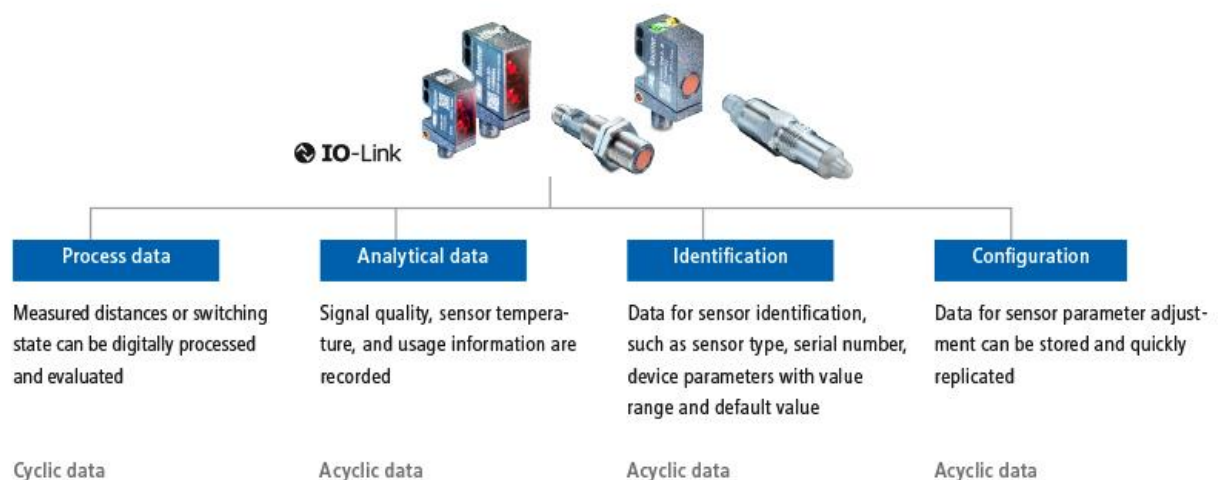 IO-Link
Process data
Measured distances or switching
state can be digitally processed
and evaluated
Cyclic data
Analytical data
Signal quality, sensor tempera-
ture, and usage information are
recorded
Acyclic data
Identification
Data for sensor identification,
such as sensor type, serial number,
device parameters with value
range and default value
Acyclic data
Configuration
Data for sensor parameter adjust-
ment can be stored and quickly
replicated
Acyclic data